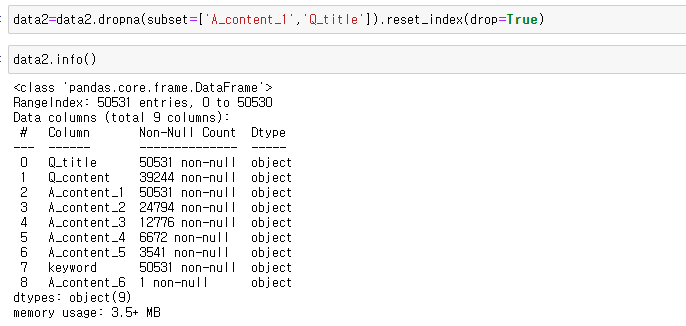 data2=data2.dropna(subset=['A_content_1','Q_title']).reset_index(drop=True)
data2.info()
<class 'pandas.core.frame.DataFrame'>
RangeIndex: 50531 entries, 0 to 50530
Data columns (total 9 columns):
 #   Column       Non-Null Count  Dtype
---  ------       --------------  -----
 0   Q_title      50531 non-null  object
 1   Q_content    39244 non-null  object
 2   A_content_1  50531 non-null  object
 3   A_content_2  24794 non-null  object
 4   A_content_3  12776 non-null  object
 5   A_content_4  6672 non-null   object
 6   A_content_5  3541 non-null   object
 7   keyword      50531 non-null  object
 8   A_content_6  1 non-null      object
dtypes: object(9)
memory usage: 3.5+ MB